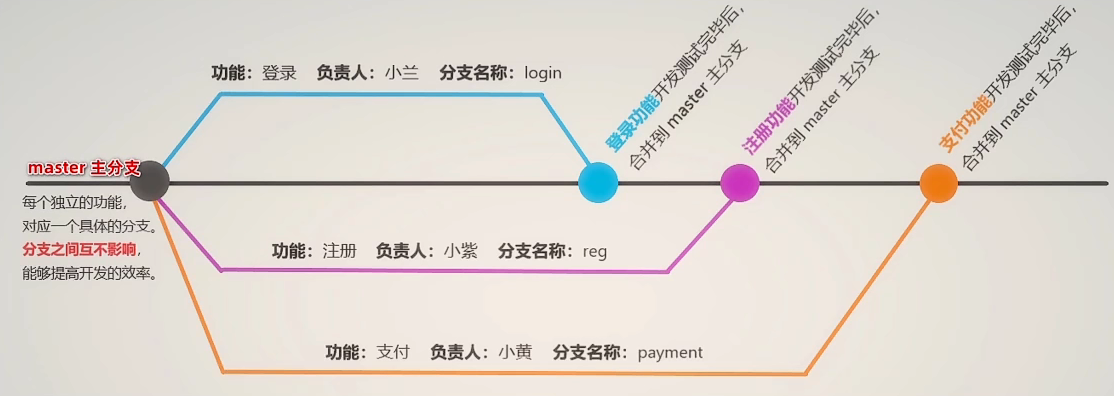 功能：登录 负责人：小兰 分支名称：login
登录功能开发测试完毕后，
合并到 master 主分支
注册功能开发测试完毕后，
合并到 master 主分支
支付功能开发测试完毕后，
合并到 master 主分支
master 主分支
每个独立的功能，
对应一个具体的分支。
分支之间互不影响，
能够提高开发的效率。
功能：注册 负责人：小紫 分支名称：reg
功能：支付 负责人：小黄 分支名称：payment